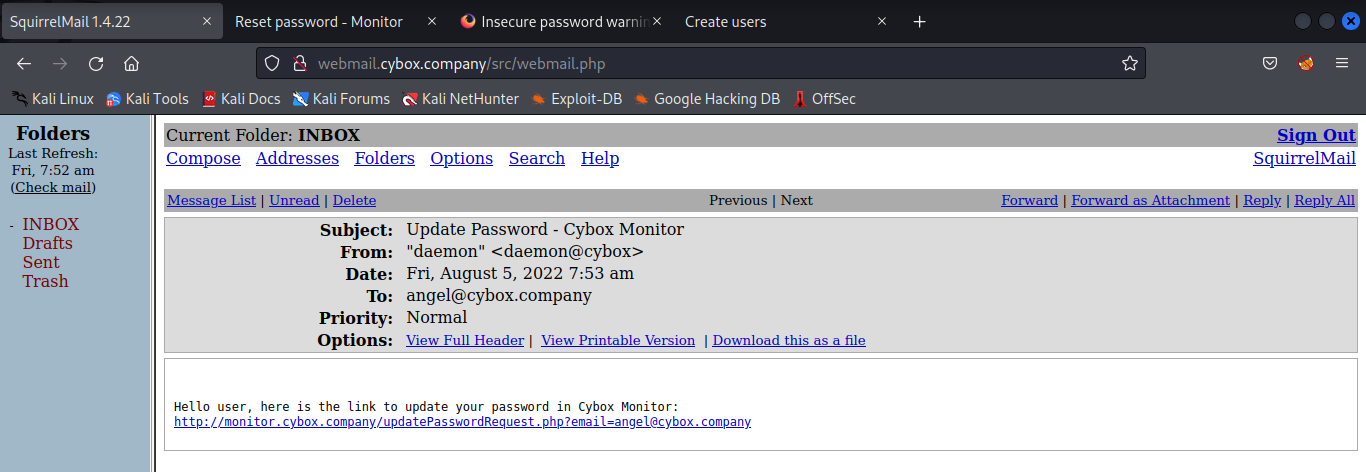 SquirrelMail 1.4.22 Reset password - Monitor Insecure password warnin Create users
webmail.cybox.company/src/webmail.php
Kali Linux Kali Tools Kali Docs Kali Forums Kali NetHunter Exploit-DB Google Hacking DB OffSec
Folders
Last Refresh:
Fri, 7:52 am
(Check mail)
- INBOX
Drafts
Sent
Trash
Current Folder: INBOX Sign Out
Compose Addresses Folders Options Search Help SquirrelMail
Message List | Unread | Delete Previous | Next Forward | Forward as Attachment | Reply | Reply All
Subject: Update Password - Cybox Monitor
From: "daemon" <daemon@cybox>
Date: Fri, August 5, 2022 7:53 am
To: angel@cybox.company
Priority: Normal
Options: View Full Header | View Printable Version | Download this as a file
Hello user, here is the link to update your password in Cybox Monitor:
http://monitor.cybox.company/updatePasswordRequest.php?email=angel@cybox.company